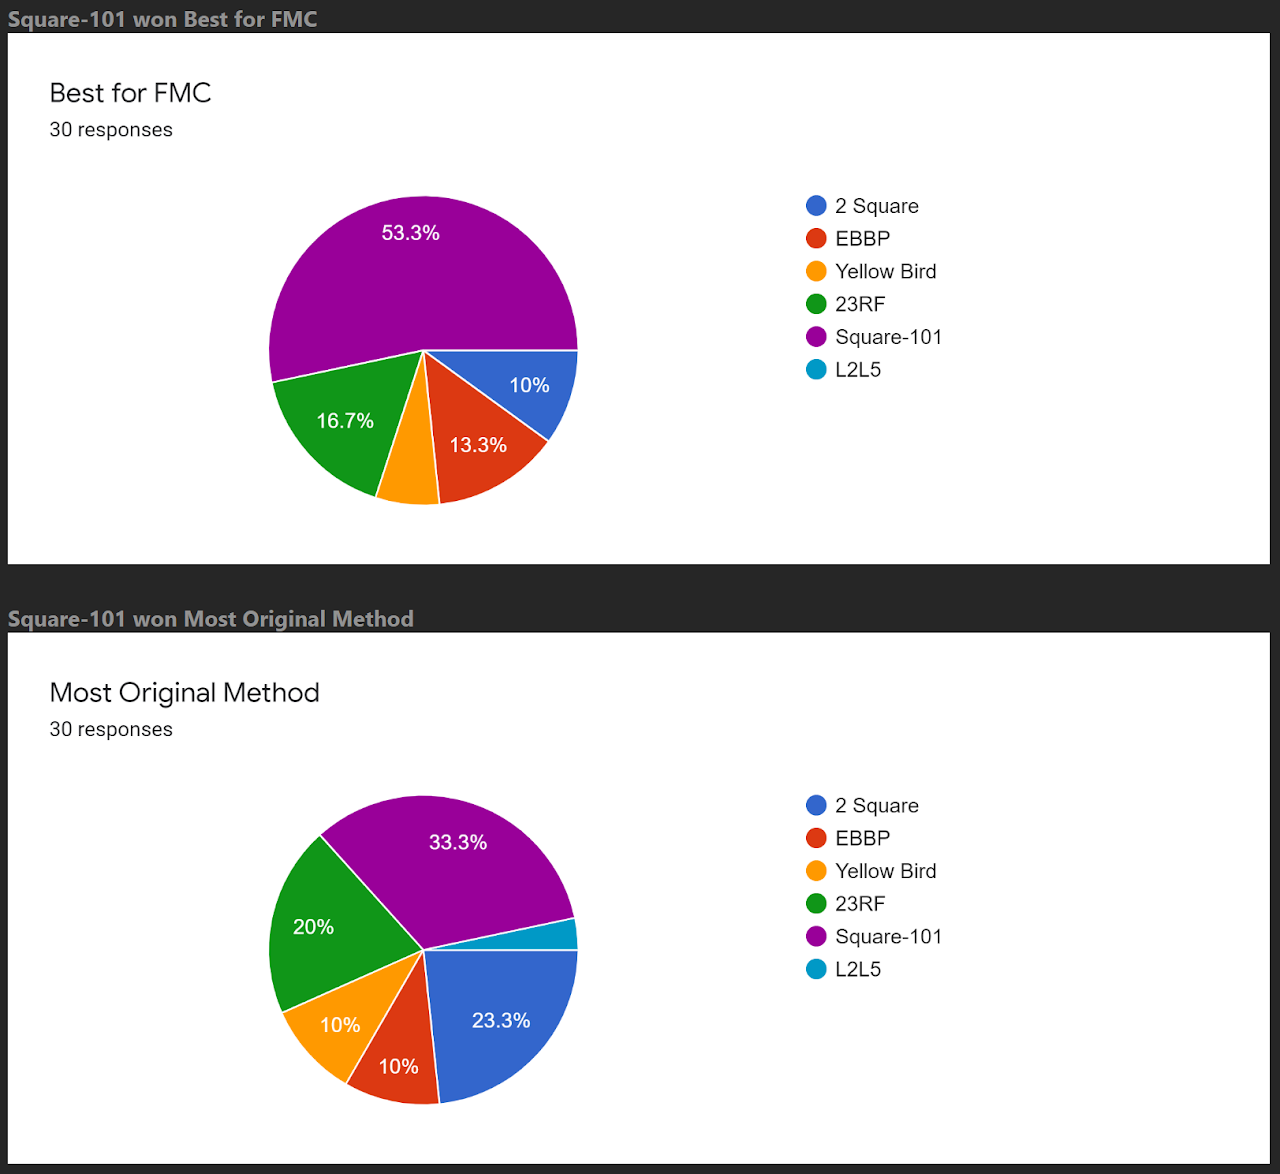 Square-101 won Best for FMC
Best for FMC
30 responses
53.3%
10%
16.7%
13.3%
2 Square
EBBP
Yellow Bird
23RF
Square-101
L2L5
Square-101 won Most Original Method
Most Original Method
30 responses
33.3%
20%
23.3%
10%
10%
2 Square
EBBP
Yellow Bird
23RF
Square-101
L2L5